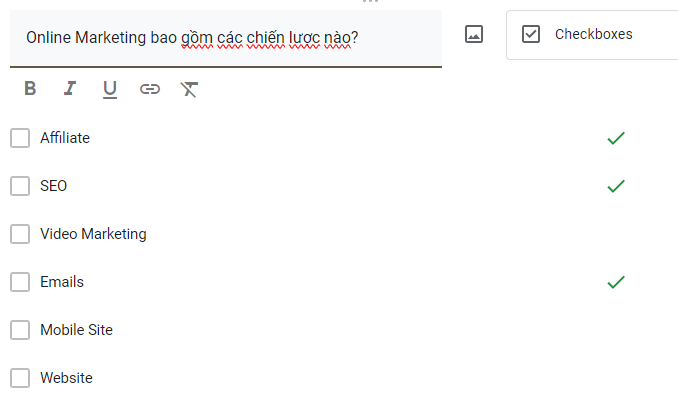 Online Marketing bao gồm các chiến lược nào?
Checkboxes
B I U
Affiliate
SEO
Video Marketing
Emails
Mobile Site
Website